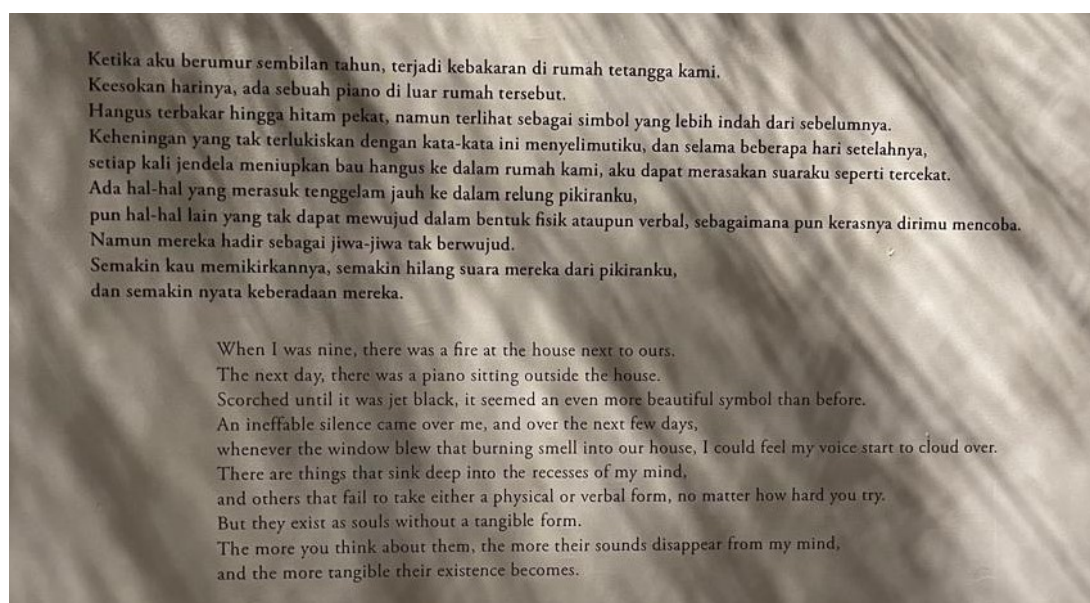 Ketika aku berumur sembilan tahun, terjadi kebakaran di rumah tetangga kami.
Keesokan harinya, ada sebuah piano di luar rumah tersebut.
Hangus terbakar hingga hitam pekat, namun terlihat sebagai simbol yang lebih indah dari sebelumnya.
Keheningan yang tak terlukiskan dengan kata-kata ini menyelimutiku, dan selama beberapa hari setelahnya,
setiap kali jendela meniupkan bau hangus ke dalam rumah kami, aku dapat merasakan suaraku seperti tercekat.
Ada hal-hal yang merasuk tenggelam jauh ke dalam relung pikiranku,
pun hal-hal lain yang tak dapat mewujud dalam bentuk fisik ataupun verbal, sebagaimana pun kerasnya dirimu mencoba.
Namun mereka hadir sebagai jiwa-jiwa tak berwujud.
Semakin kau memikirkannya, semakin hilang suara mereka dari pikiranku,
dan semakin nyata keberadaan mereka.
When I was nine, there was a fire at the house next to ours.
The next day, there was a piano sitting outside the house.
Scorched until it was jet black, it seemed an even more beautiful symbol than before.
An ineffable silence came over me, and over the next few days,
whenever the window blew that burning smell into our house, I could feel my voice start to cloud over.
There are things that sink deep into the recesses of my mind,
and others that fail to take either a physical or verbal form, no matter how hard you try.
But they exist as souls without a tangible form.
The more you think about them, the more their sounds disappear from my mind,
and the more tangible their existence becomes.